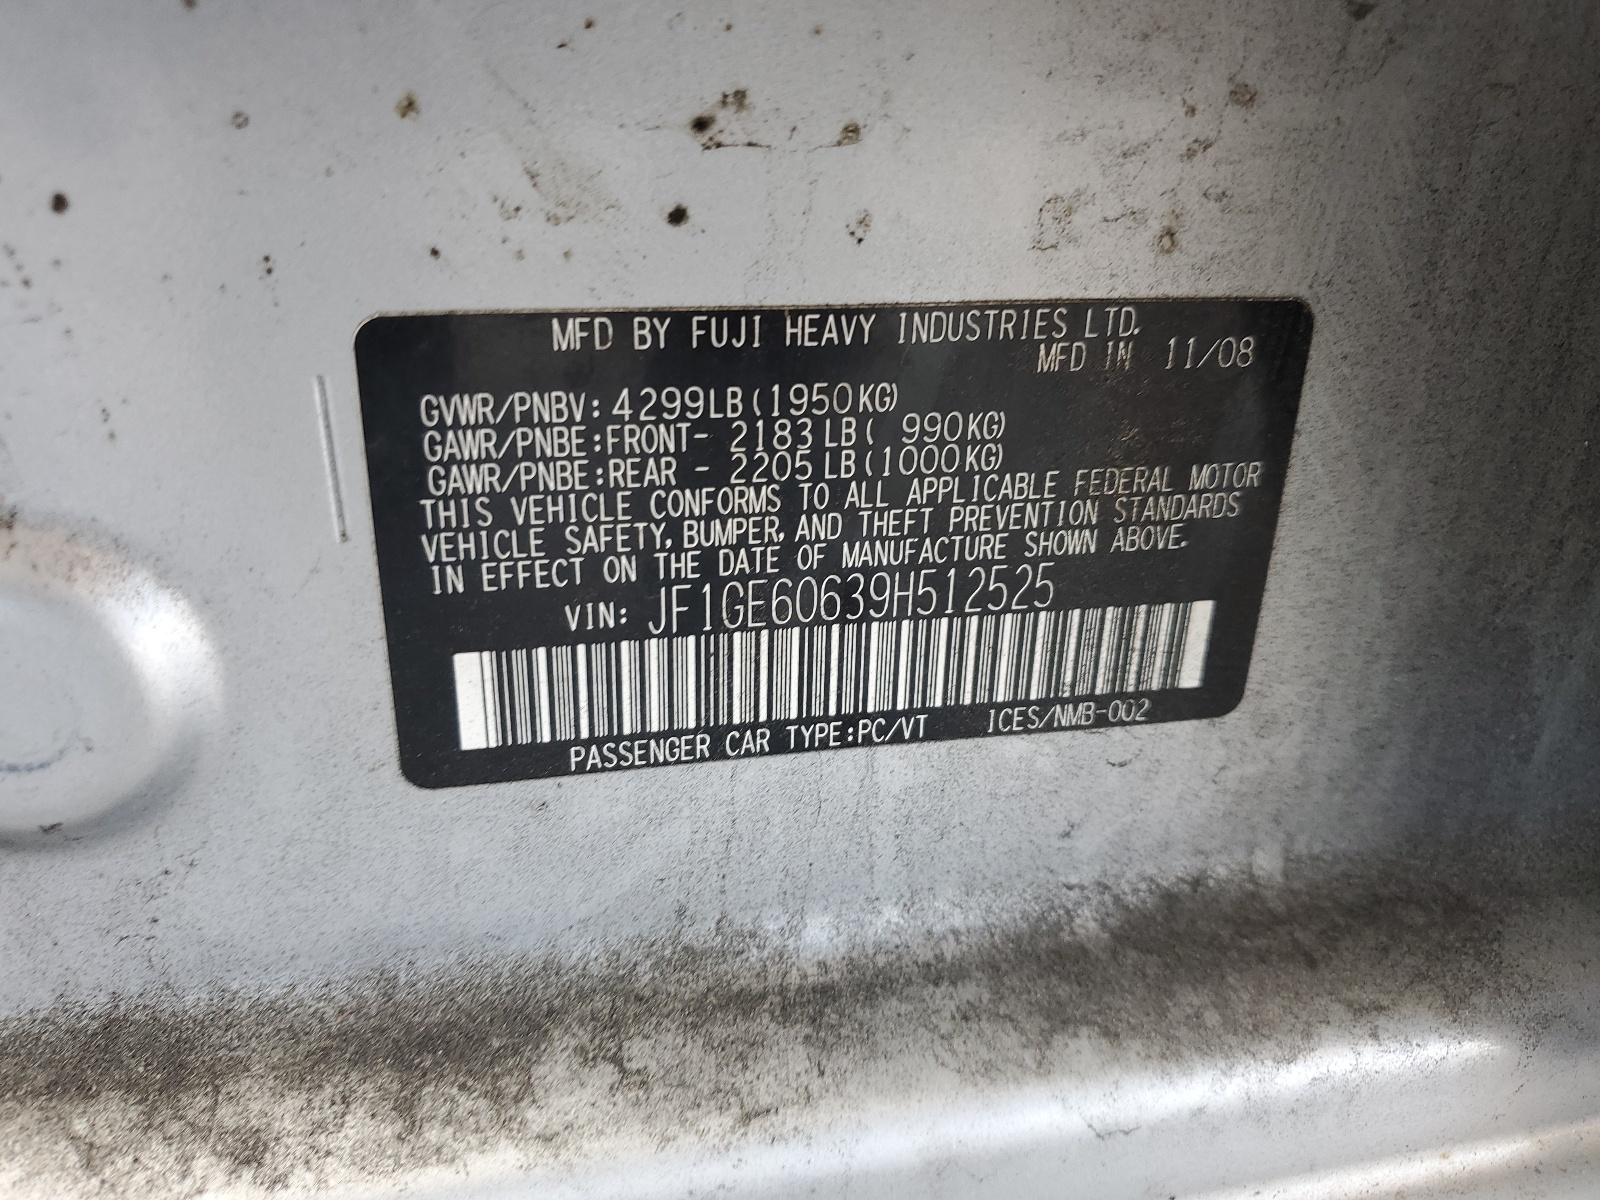 MFD BY FUJI HEAVY INDUSTRIES LTD.
MFD IN 11/08
GVWR/PNBV: 4299LB(1950KG)
GAWR/PNBE:FRONT- 2183LB( 990KG)
GAWR/PNBE:REAR - 2205LB(1000KG)
THIS VEHICLE CONFORMS TO ALL APPLICABLE FEDERAL MOTOR
VEHICLE SAFETY, BUMPER, AND THEFT PREVENTION STANDARDS
IN EFFECT ON THE DATE OF MANUFACTURE SHOWN ABOVE.
VIN: JF1GE60639H512525
PASSENGER CAR TYPE:PC/VT ICES/NMB-002